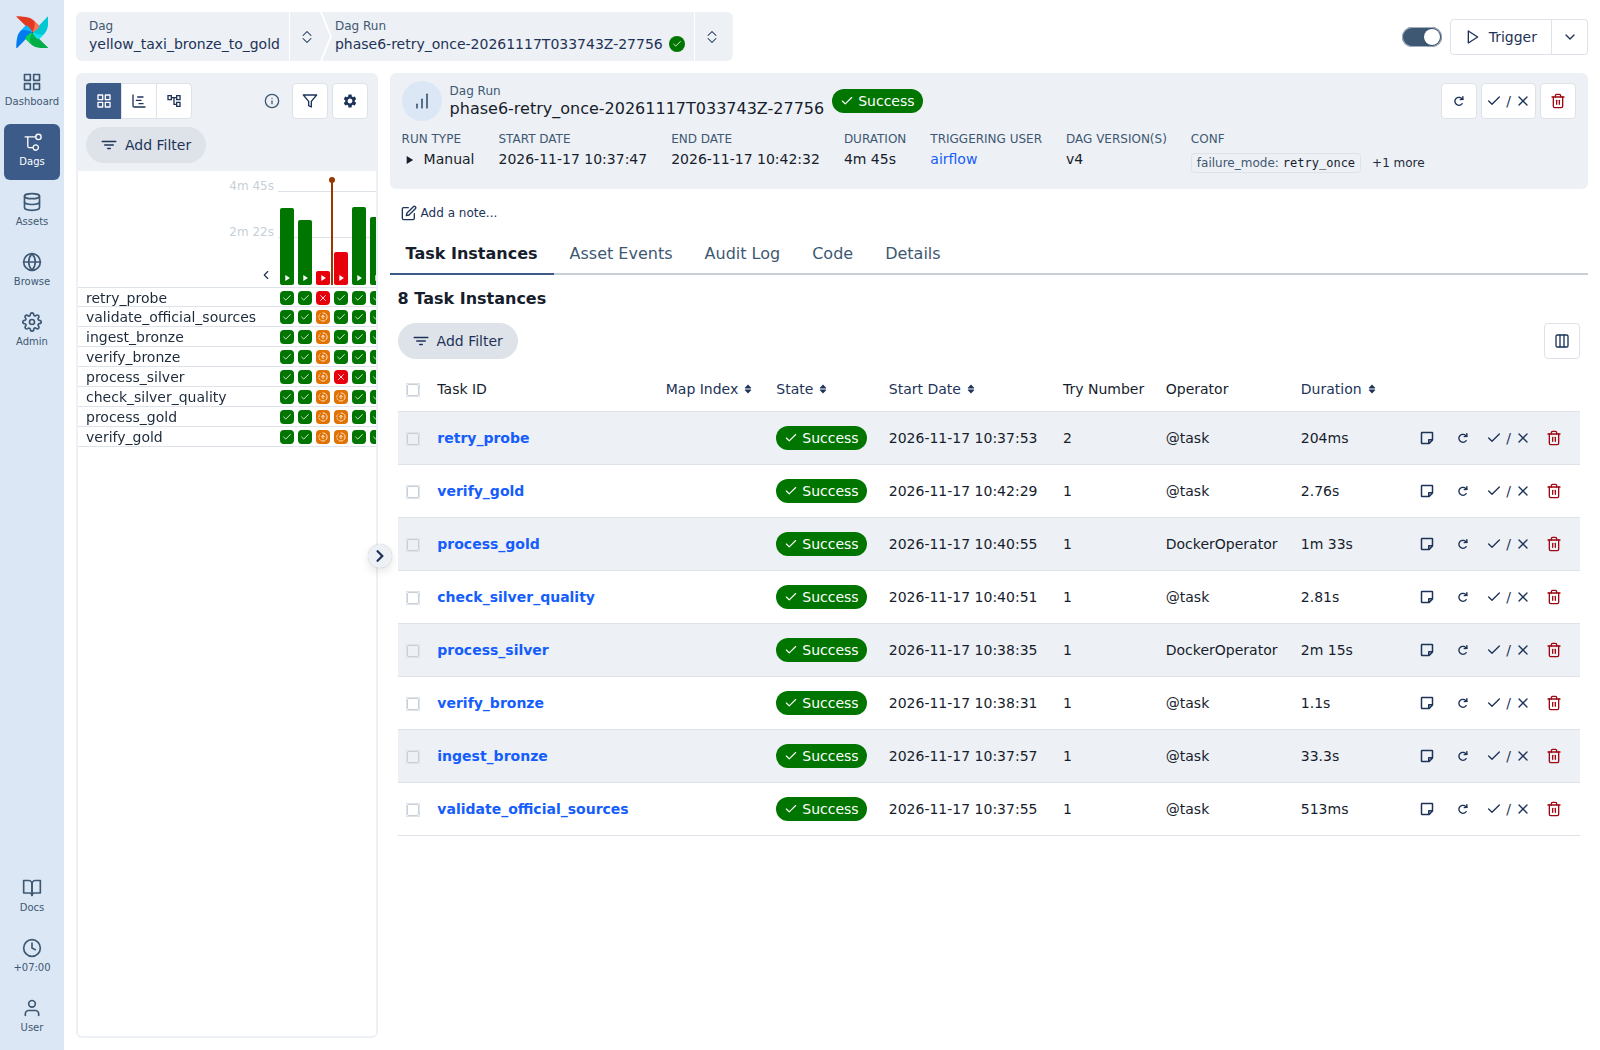 Dag
yellow_taxi_bronze_to_gold
Dag Run
phase6-retry_once-20261117T033743Z-27756
Trigger
Dashboard
Dags
Assets
Browse
Admin
Docs
+07:00
User
Add Filter
4m 45s
2m 22s
retry_probe
validate_official_sources
ingest_bronze
verify_bronze
process_silver
check_silver_quality
process_gold
verify_gold
Dag Run
phase6-retry_once-20261117T033743Z-27756 Success
/
RUN TYPE START DATE END DATE DURATION TRIGGERING USER DAG VERSION(S) CONF
Manual 2026-11-17 10:37:47 2026-11-17 10:42:32 4m 45s airflow v4 failure_mode: retry_once +1 more
Add a note...
Task Instances Asset Events Audit Log Code Details
8 Task Instances
Add Filter
Task ID Map Index State Start Date Try Number Operator Duration
retry_probe Success 2026-11-17 10:37:53 2 @task 204ms /
verify_gold Success 2026-11-17 10:42:29 1 @task 2.76s /
process_gold Success 2026-11-17 10:40:55 1 DockerOperator 1m 33s /
check_silver_quality Success 2026-11-17 10:40:51 1 @task 2.81s /
process_silver Success 2026-11-17 10:38:35 1 DockerOperator 2m 15s /
verify_bronze Success 2026-11-17 10:38:31 1 @task 1.1s /
ingest_bronze Success 2026-11-17 10:37:57 1 @task 33.3s /
validate_official_sources Success 2026-11-17 10:37:55 1 @task 513ms /